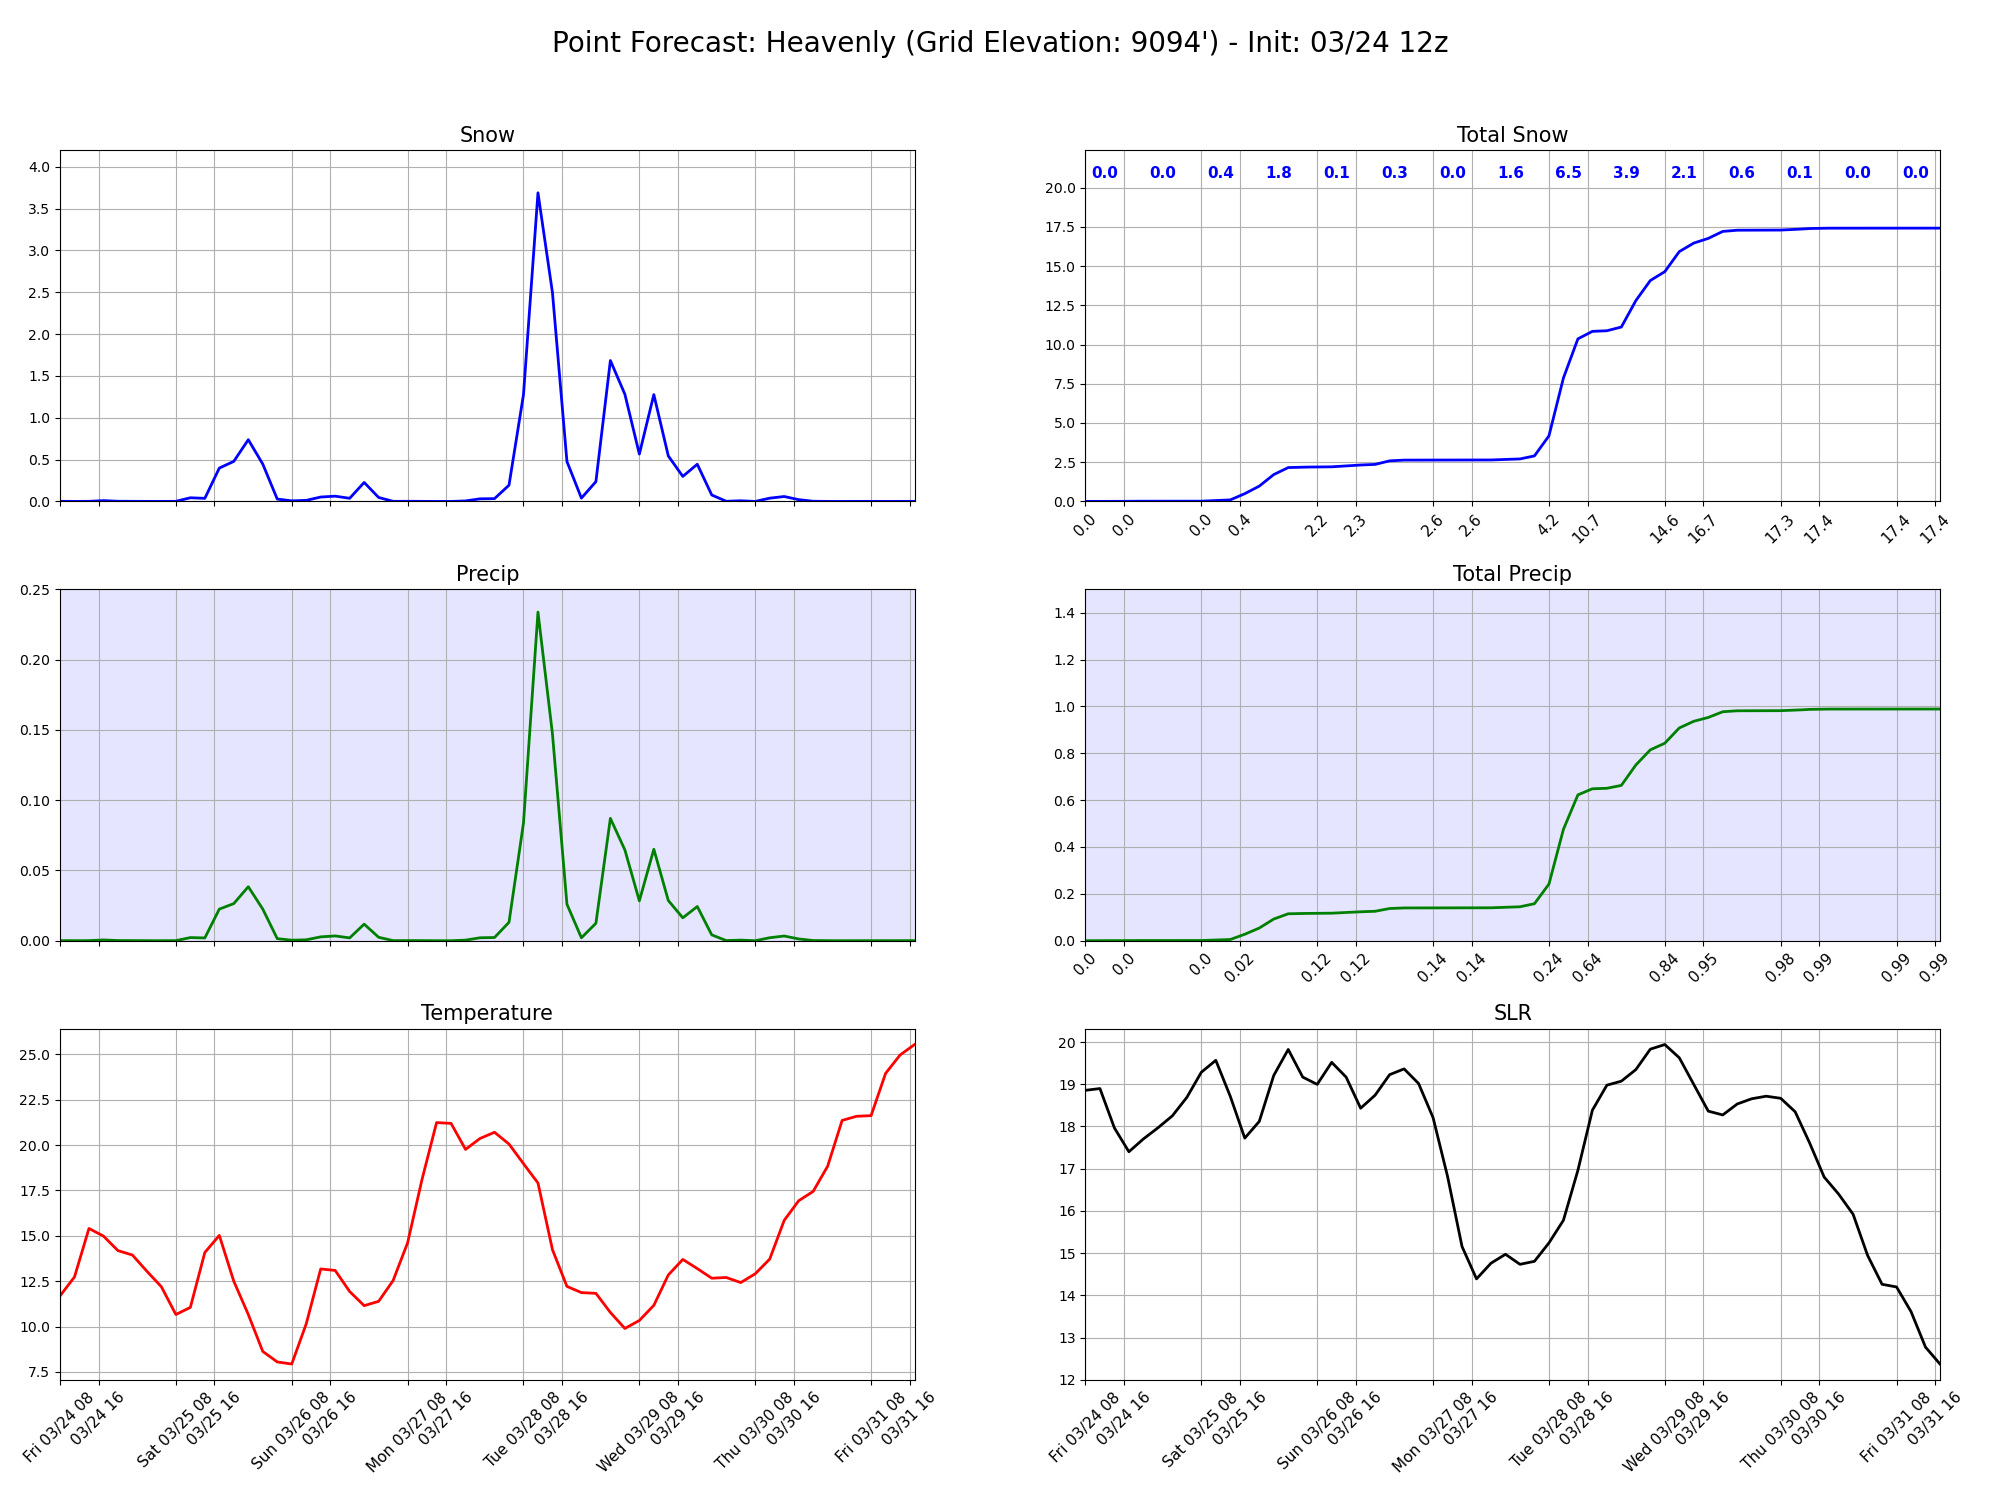 Point Forecast: Heavenly (Grid Elevation: 9094') - Init: 03/24 12z
Snow
4.0
3.5
3.0
2.5
2.0
1.5
1.0
0.5
0.0
Total Snow
0.0 0.0 0.4 1.8 0.1 0.3 0.0 1.6 6.5 3.9 2.1 0.6 0.1 0.0 0.0
20.0
17.5
15.0
12.5
10.0
7.5
5.0
2.5
0.0
0.0 0.0 0.0 0.4 2.2 2.3 2.6 2.6 4.2 10.7 14.6 16.7 17.3 17.4 17.4 17.4
Precip
0.25
0.20
0.15
0.10
0.05
0.00
Total Precip
1.4
1.2
1.0
0.8
0.6
0.4
0.2
0.0
0.0 0.0 0.0 0.02 0.12 0.12 0.14 0.14 0.24 0.64 0.84 0.95 0.98 0.99 0.99 0.99
Temperature
25.0
22.5
20.0
17.5
15.0
12.5
10.0
7.5
Fri 03/24 08
03/24 16
Sat 03/25 08
03/25 16
Sun 03/26 08
03/26 16
Mon 03/27 08
03/27 16
Tue 03/28 08
03/28 16
Wed 03/29 08
03/29 16
Thu 03/30 08
03/30 16
Fri 03/31 08
03/31 16
SLR
20
19
18
17
16
15
14
13
12
Fri 03/24 08
03/24 16
Sat 03/25 08
03/25 16
Sun 03/26 08
03/26 16
Mon 03/27 08
03/27 16
Tue 03/28 08
03/28 16
Wed 03/29 08
03/29 16
Thu 03/30 08
03/30 16
Fri 03/31 08
03/31 16